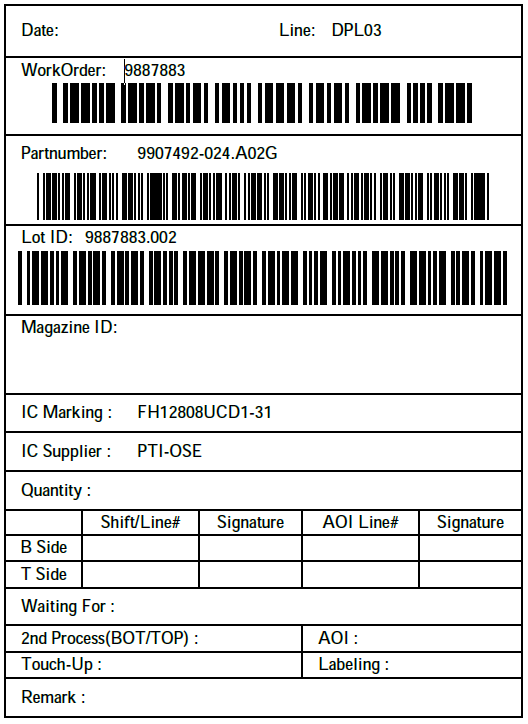 Date: Line: DPL03
WorkOrder: 9887883
Partnumber: 9907492-024.A02G
Lot ID: 9887883.002
Magazine ID:
IC Marking : FH12808UCD1-31
IC Supplier : PTI-OSE
Quantity :
Shift/Line# Signature AOI Line# Signature
B Side
T Side
Waiting For :
2nd Process(BOT/TOP) : AOI :
Touch-Up : Labeling :
Remark :